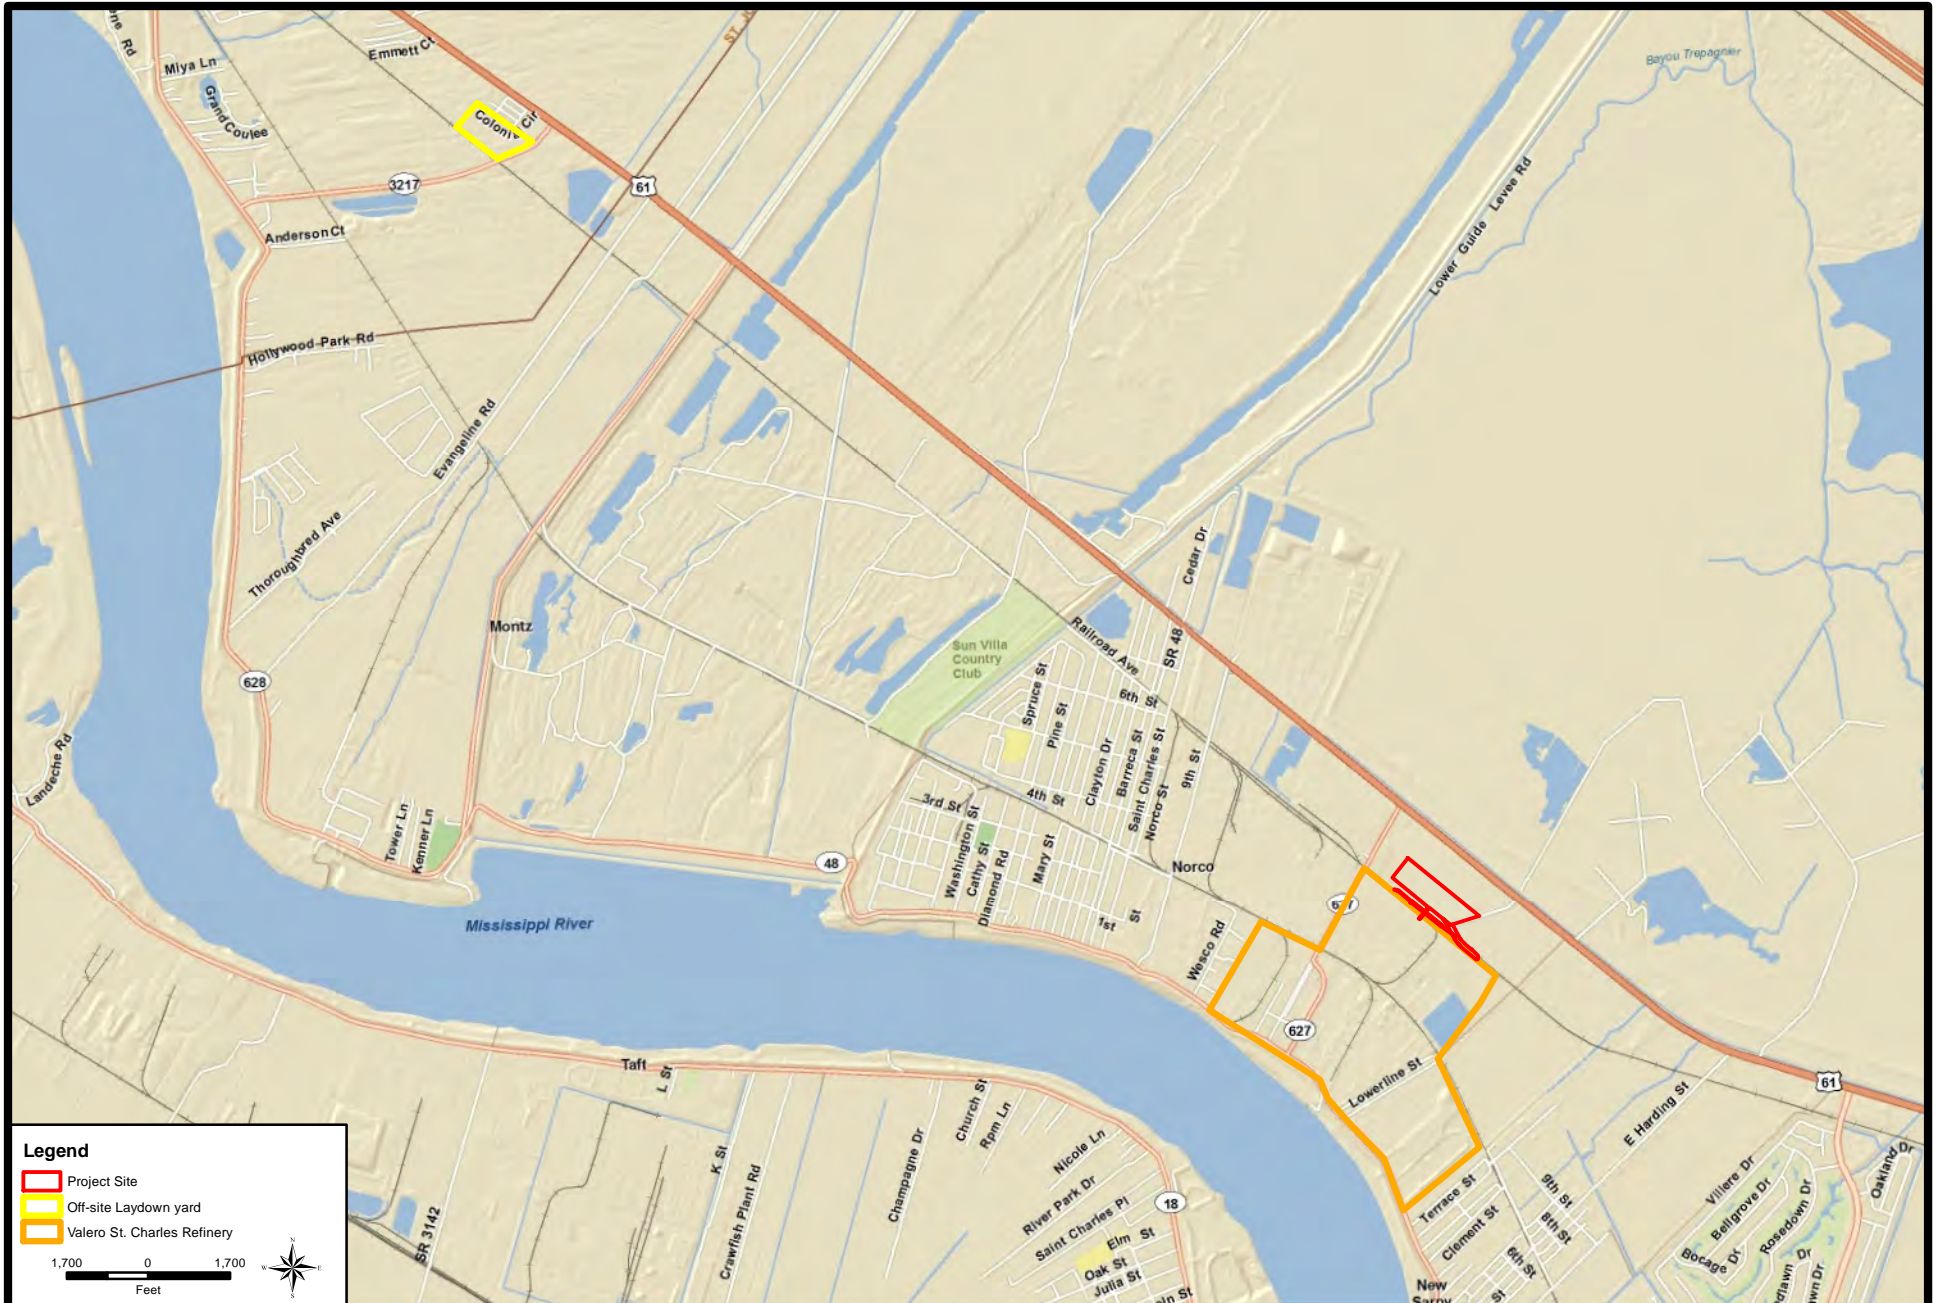 Miya Ln
Grand Coulee
Emmett Ct
Colony Cir
3217
61
Anderson Ct
Hollywood Park Rd
Evangeline Rd
Thoroughbred Ave
Bayou Trepagnier
Lower Guide Levee Rd
Montz
628
Landeche Rd
Tower Ln
Kenner Ln
Sun Villa
Country
Club
Railroad Ave
Cedar Dr
SR 48
6th St
Spruce St
Pine St
Clayton Dr
Barreca St
Saint Charles St
Norco St
9th St
4th St
3rd St
Washington St
Cathy St
Diamond Rd
Mary St
1st St
48
Norco
Wesco Rd
627
Mississippi River
Taft
L St
K St
Crawfish Plant Rd
Champagne Dr
Church St
Rpm Ln
Nicole Ln
River Park Dr
Saint Charles Pl
Elm St
Oak St
Julia St
18
SR 3142
627
Lowerline St
Terrace St
Clement St
9th St
8th St
6th St
St
New
Sarpy
E Harding St
61
Villere Dr
Bellgrove Dr
Rosedown Dr
Bocage Dr
Oakland Dr
Dr
Legend
Project Site
Off-site Laydown yard
Valero St. Charles Refinery
1,700 0 1,700
Feet
N
W E
S